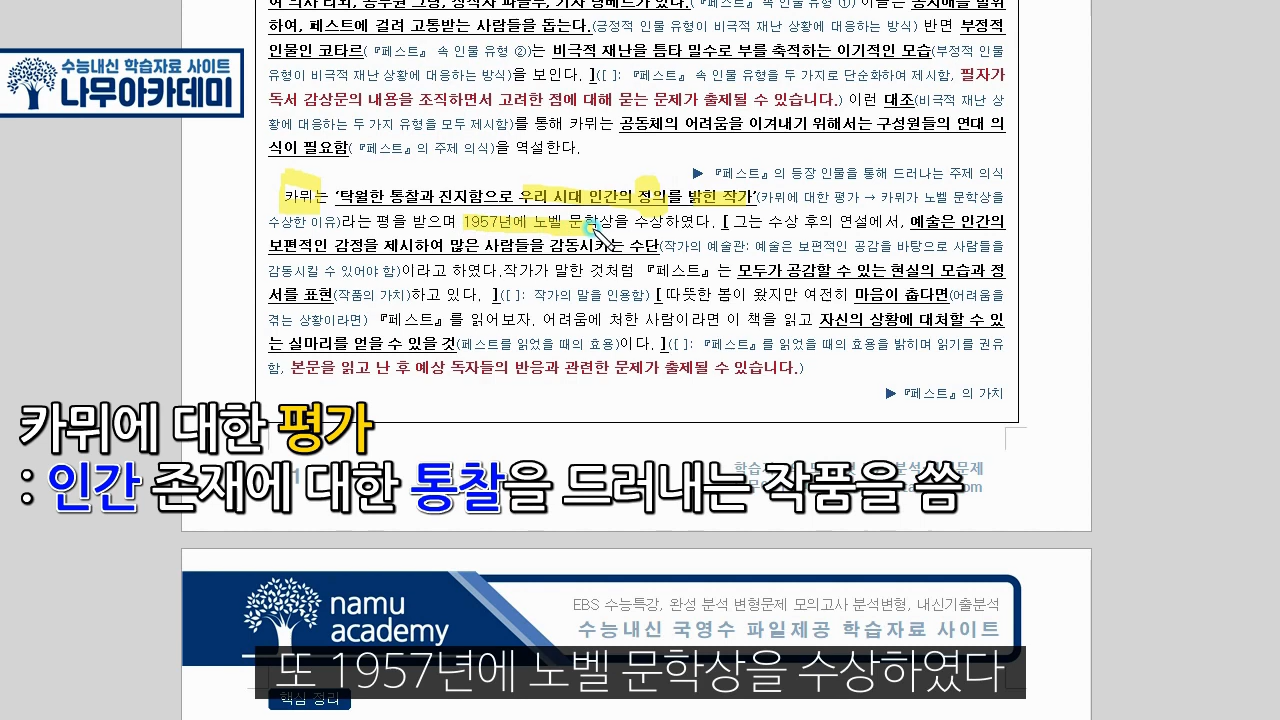 하여, 페스트에 걸려 고통받는 사람들을 돕는다.(긍정적 인물 유형이 비극적 재난 상황에 대응하는 방식) 반면 부정적
인물인 코타르(『페스트』 속 인물 유형 ②)는 비극적 재난을 틈타 밀수로 부를 축적하는 이기적인 모습(부정적 인물
유형이 비극적 재난 상황에 대응하는 방식)을 보인다. ]([ ]: 『페스트』 속 인물 유형을 두 가지로 단순화하여 제시함, 필자가
독서 감상문의 내용을 조직하면서 고려한 점에 대해 묻는 문제가 출제될 수 있습니다.) 이런 대조(비극적 재난 상
황에 대응하는 두 가지 유형을 모두 제시함)를 통해 카뮈는 공동체의 어려움을 이겨내기 위해서는 구성원들의 연대 의
식이 필요함(『페스트』의 주제 의식)을 역설한다.
▶ 『페스트』의 등장 인물을 통해 드러나는 주제 의식
카뮈는 ‘탁월한 통찰과 진지함으로 우리 시대 인간의 정의를 밝힌 작가’(카뮈에 대한 평가 → 카뮈가 노벨 문학상을
수상한 이유)라는 평을 받으며 1957년에 노벨 문학상을 수상하였다. [ 그는 수상 후의 연설에서, 예술은 인간의
보편적인 감정을 제시하여 많은 사람들을 감동시키는 수단(작가의 예술관: 예술은 보편적인 공감을 바탕으로 사람들을
감동시킬 수 있어야 함)이라고 하였다.작가가 말한 것처럼 『페스트』는 모두가 공감할 수 있는 현실의 모습과 정
서를 표현(작품의 가치)하고 있다. ]([ ]: 작가의 말을 인용함) [ 따뜻한 봄이 왔지만 여전히 마음이 춥다면(어려움을
겪는 상황이라면) 『페스트』를 읽어보자. 어려움에 처한 사람이라면 이 책을 읽고 자신의 상황에 대처할 수 있
는 실마리를 얻을 수 있을 것(페스트를 읽었을 때의 효용)이다. ]([ ]: 『페스트』를 읽었을 때의 효용을 밝히며 읽기를 권유
함, 본문을 읽고 난 후 예상 독자들의 반응과 관련한 문제가 출제될 수 있습니다.)
▶ 『페스트』의 가치
수능내신 학습자료 사이트
나무아카데미
카뮈에 대한 평가
: 인간 존재에 대한 통찰을 드러내는 작품을 씀
namu
academy
EBS 수능특강, 완성 분석 변형문제 모의고사 분석변형, 내신기출분석
수능내신 국영수 파일제공 학습자료 사이트
또 1957년에 노벨 문학상을 수상하였다
핵심 정리